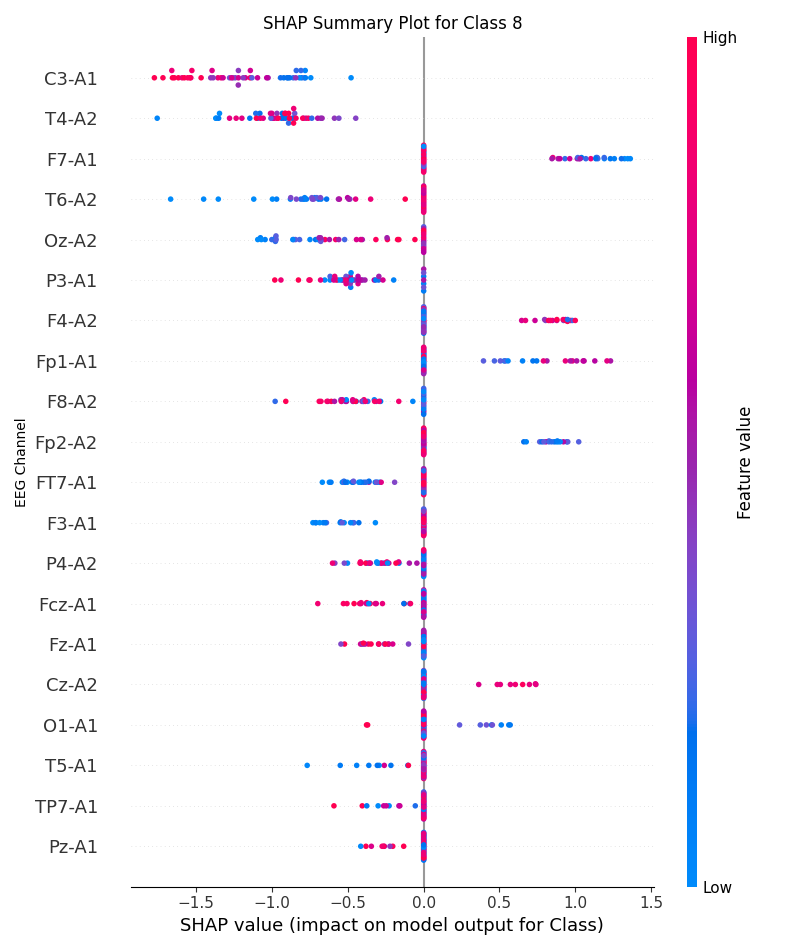 SHAP Summary Plot for Class 8
High
C3-A1
T4-A2
F7-A1
T6-A2
Oz-A2
P3-A1
F4-A2
Fp1-A1
F8-A2
Fp2-A2
FT7-A1
F3-A1
P4-A2
Fcz-A1
Fz-A1
Cz-A2
O1-A1
T5-A1
TP7-A1
Pz-A1
EEG Channel
Feature value
Low
−1.5 −1.0 −0.5 0.0 0.5 1.0 1.5
SHAP value (impact on model output for Class)